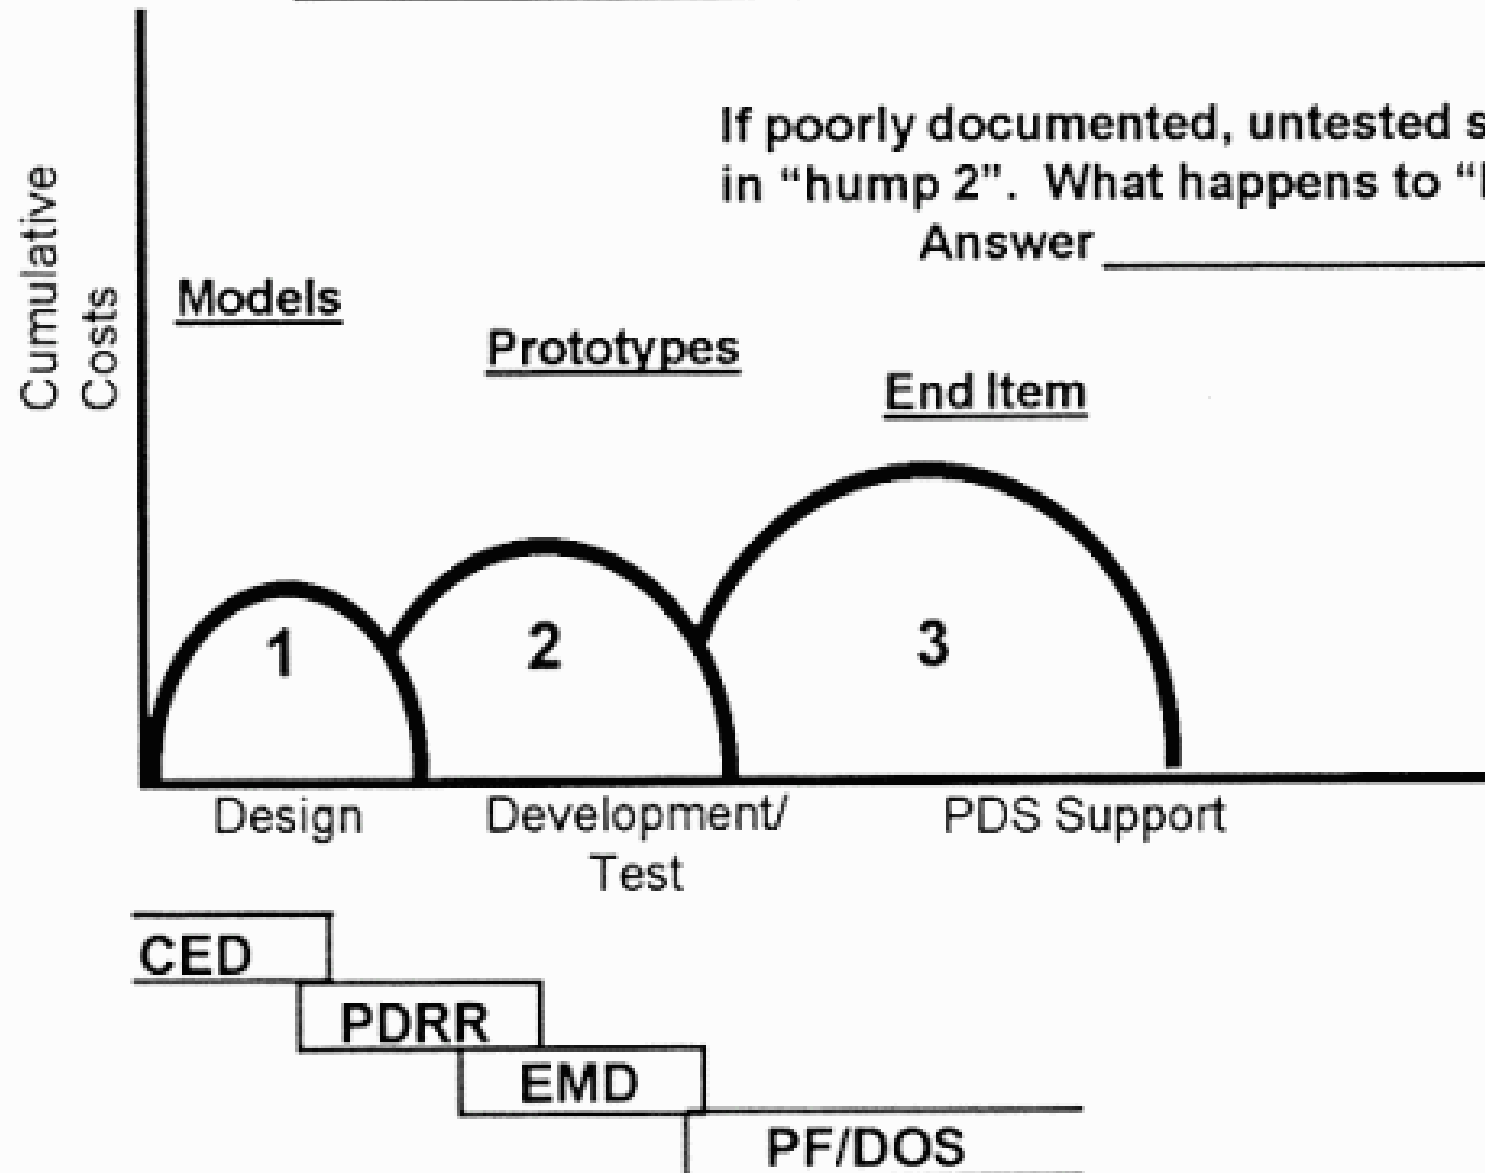 If poorly documented, untested
in “hump 2”. What happens to
Answer
Cumulative
Costs
Models
Prototypes
End Item
1
2
3
Design
Development/
Test
PDS Support
CED
PDRR
EMD
PF/DOS